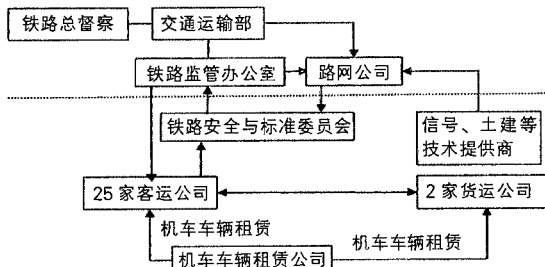 铁路总督察
交通运输部
铁路监管办公室
路网公司
铁路安全与标准委员会
信号、土建等
技术提供商
25家客运公司
2家货运公司
机车车辆租赁
机车车辆租赁
机车车辆租赁公司